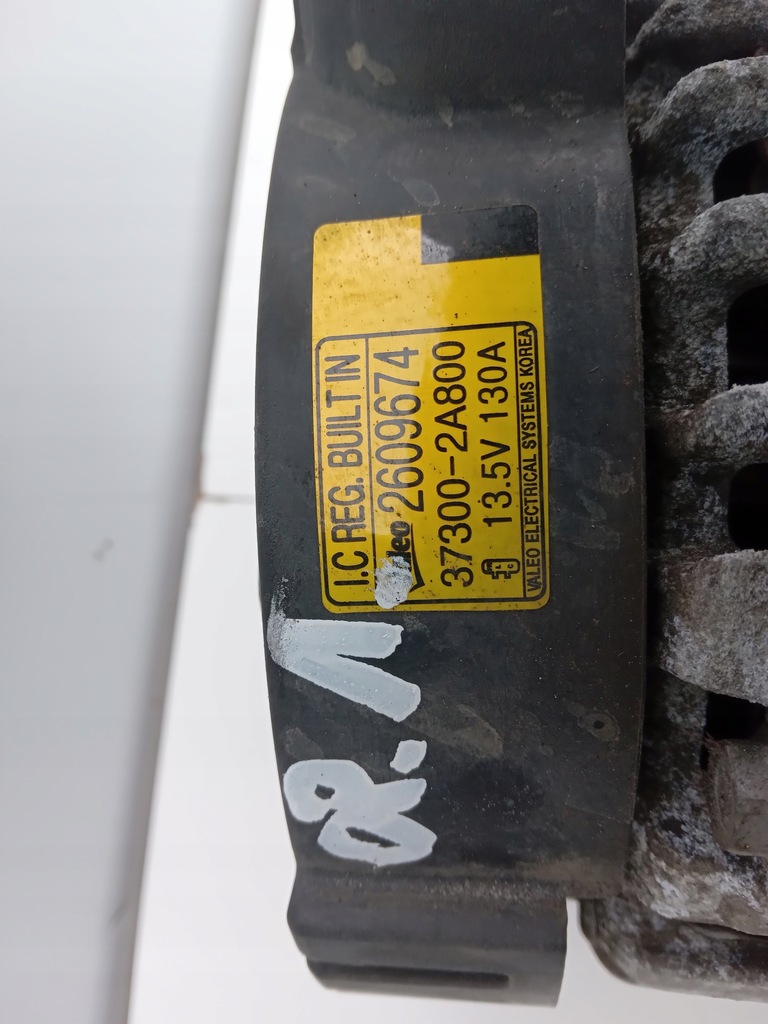 I.C REG. BUILT IN
Valeo 2609674
37300-2A800
13.5V 130A
VALEO ELECTRICAL SYSTEMS KOREA